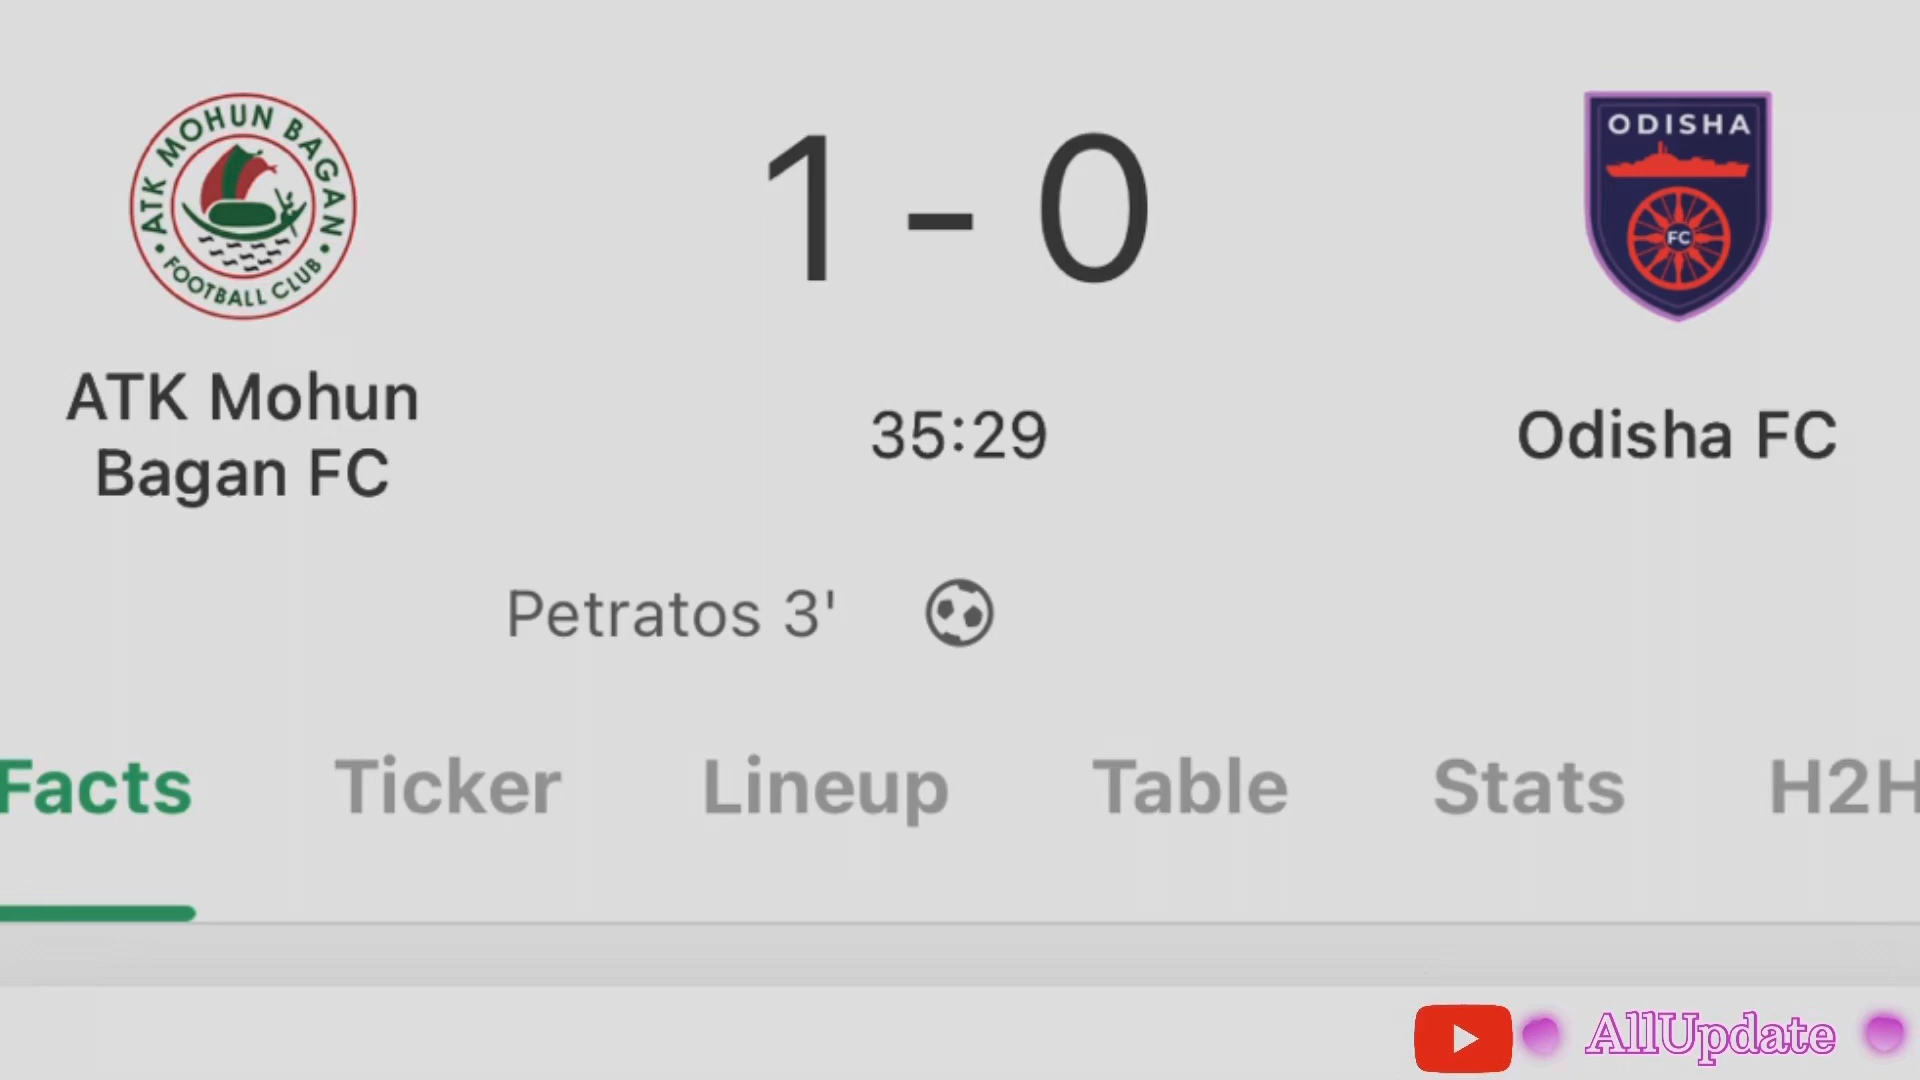 ATK MOHUN BAGAN
FOOTBALL CLUB
1 - 0
ODISHA
FC
ATK Mohun
Bagan FC
35:29
Odisha FC
Petratos 3'
Facts Ticker Lineup Table Stats H2H
AllUpdate